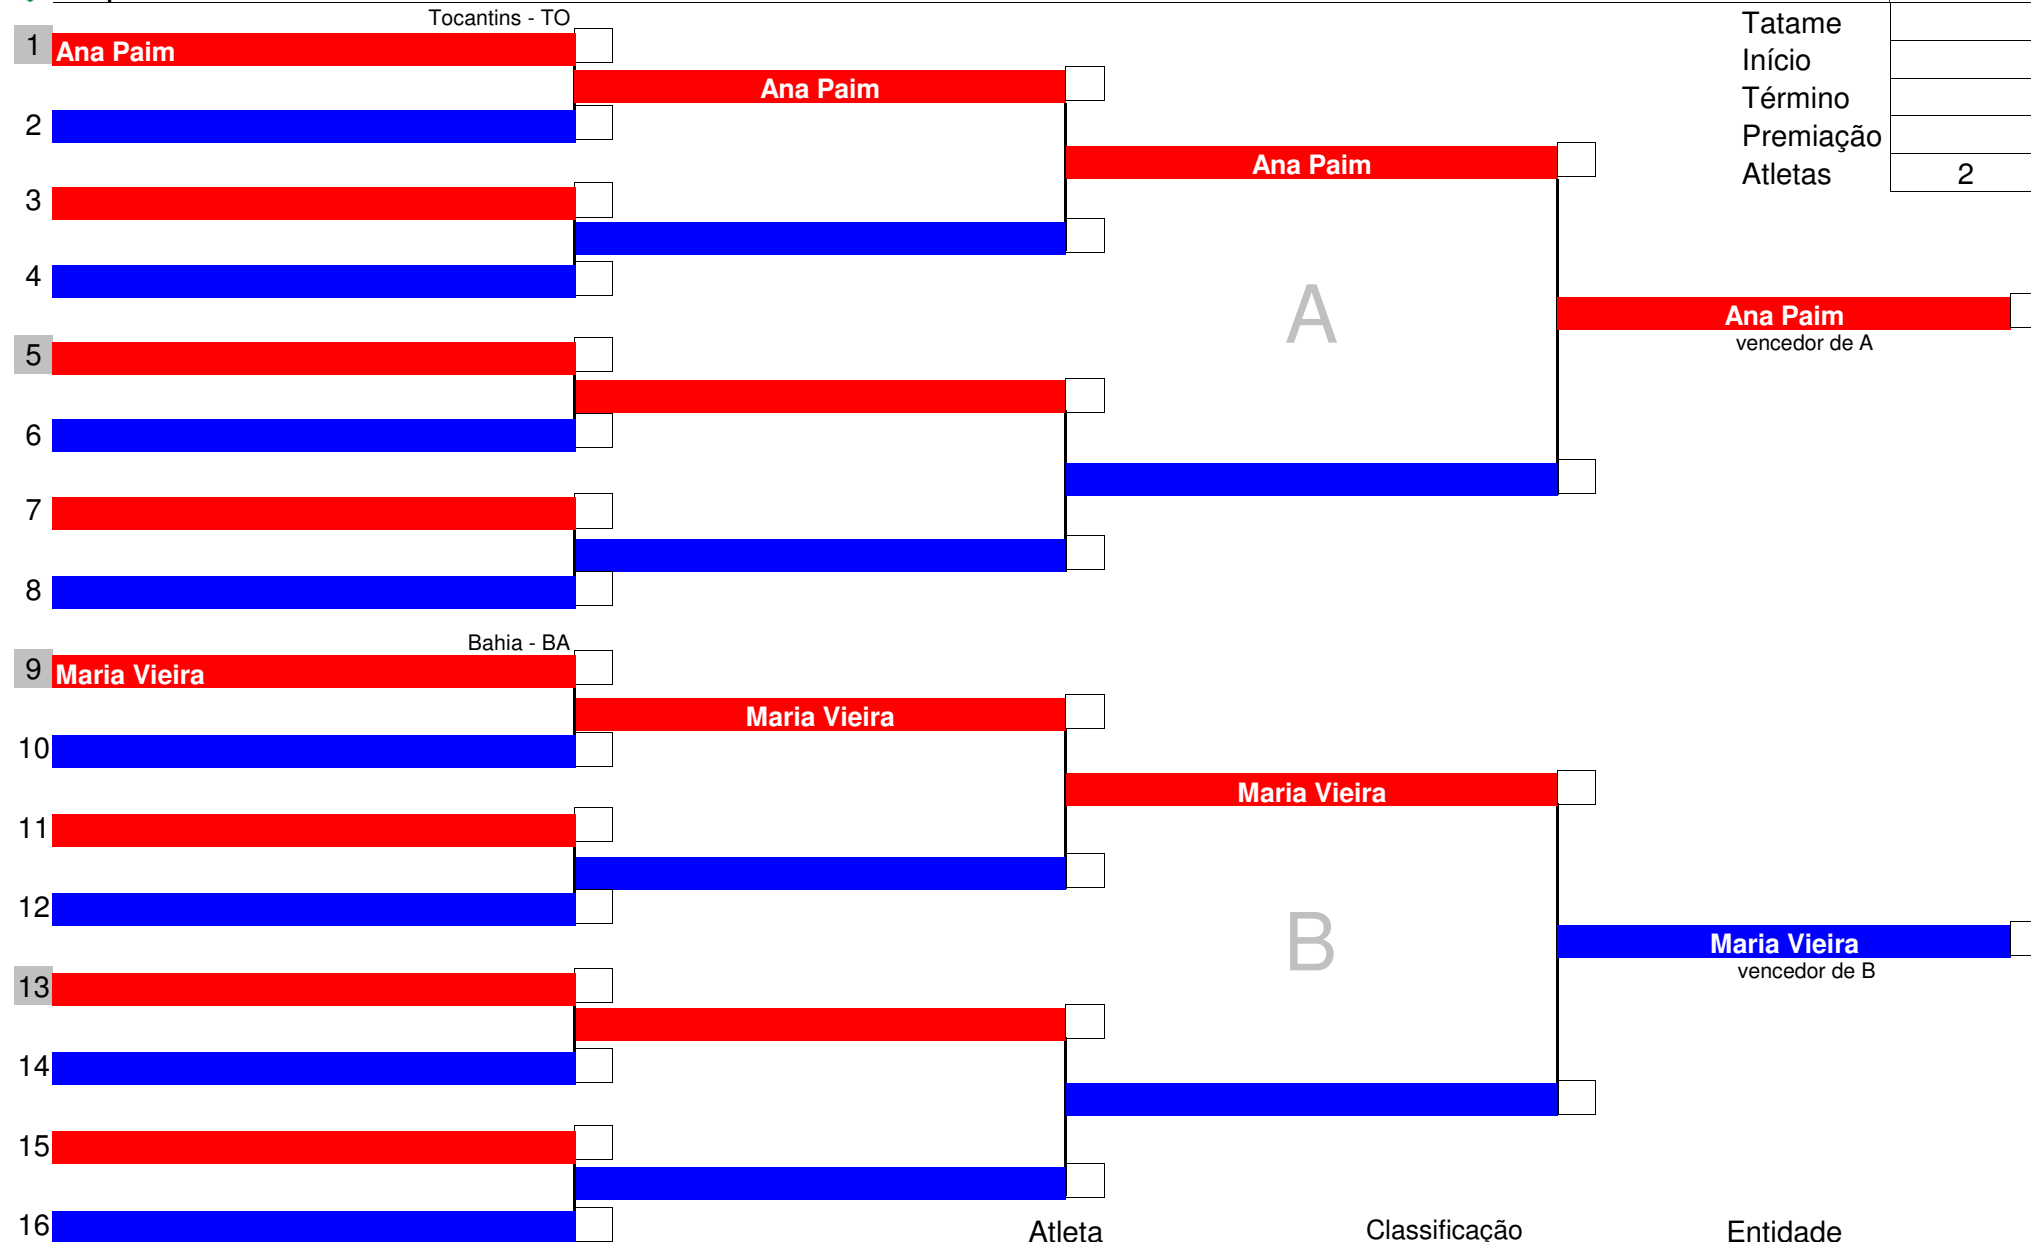 Tocantins - TO
Tatame
1 Ana Paim
Início
Ana Paim
Término
2
Premiação
Ana Paim
Atletas 2
3
4
A
Ana Paim
vencedor de A
5
6
7
8
Bahia - BA
9 Maria Vieira
Maria Vieira
10
Maria Vieira
11
12
B
Maria Vieira
vencedor de B
13
14
15
16
Atleta Classificação Entidade